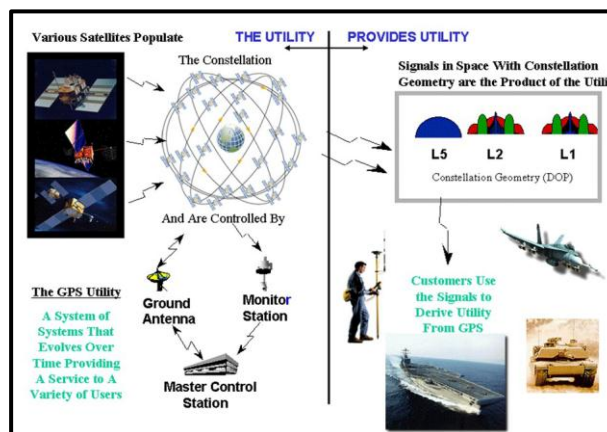 Various Satellites Populate
THE UTILITY
PROVIDES UTILITY
The Constellation
Signals in Space With Constellation
Geometry are the Product of the Utili
L5
L2
L1
Constellation Geometry (DOP)
And Are Controlled By
The GPS Utility
A System of
Systems That
Evolves Over
Time Providing
A Service to A
Variety of Users
Ground
Antenna
Monitor
Station
Master Control
Station
Customers Use
the Signals to
Derive Utility
From GPS